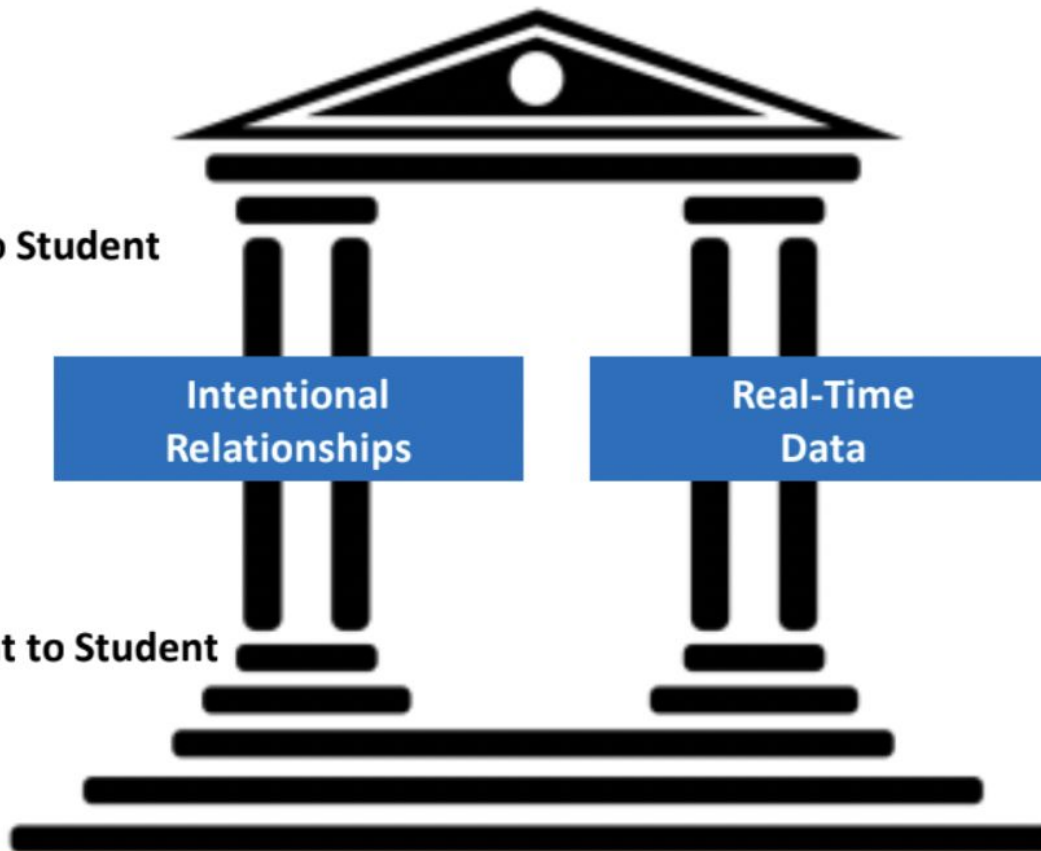 Student
Intentional
Relationships
Real-Time
Data
to Student